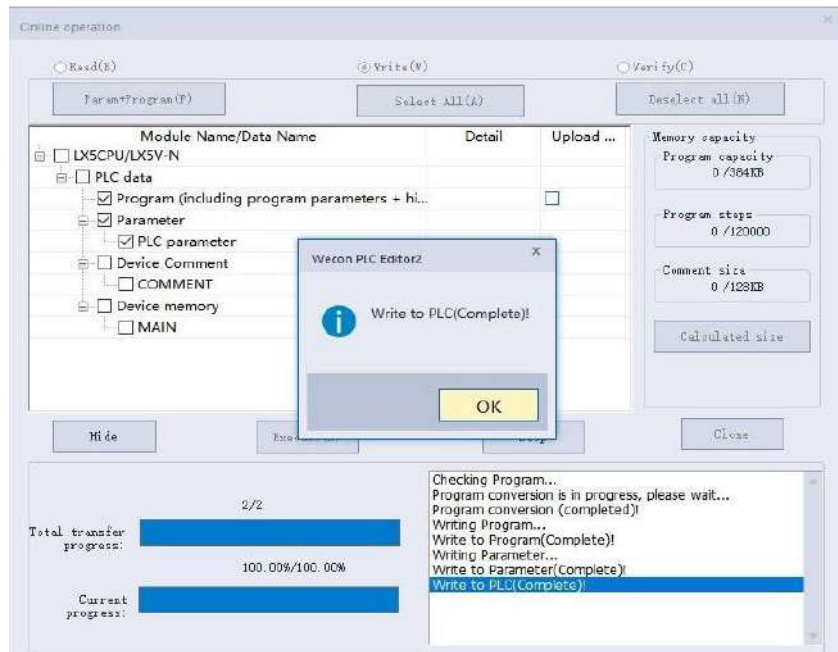 Online operation
Read(R)
Write(W)
Verify(C)
Param+Program(P)
Select All(A)
Deselect all(N)
Module Name/Data Name Detail Upload ...
LX5CPU/LX5V-N
PLC data
Program (including program parameters + hi...
Parameter
PLC parameter
Device Comment
COMMENT
Device memory
MAIN
Memory capacity
Program capacity
0 /384KB
Program steps
0 /120000
Comment size
0 /128KB
Calculated size
Wecon PLC Editor2
Write to PLC(Complete)!
OK
Hide
Close
2/2
Total transfer
progress:
100.00%/100.00%
Current
progress:
Checking Program...
Program conversion is in progress, please wait...
Program conversion (completed)!
Writing Program...
Write to Program(Complete)!
Writing Parameter...
Write to Parameter(Complete)!
Write to PLC(Complete)!